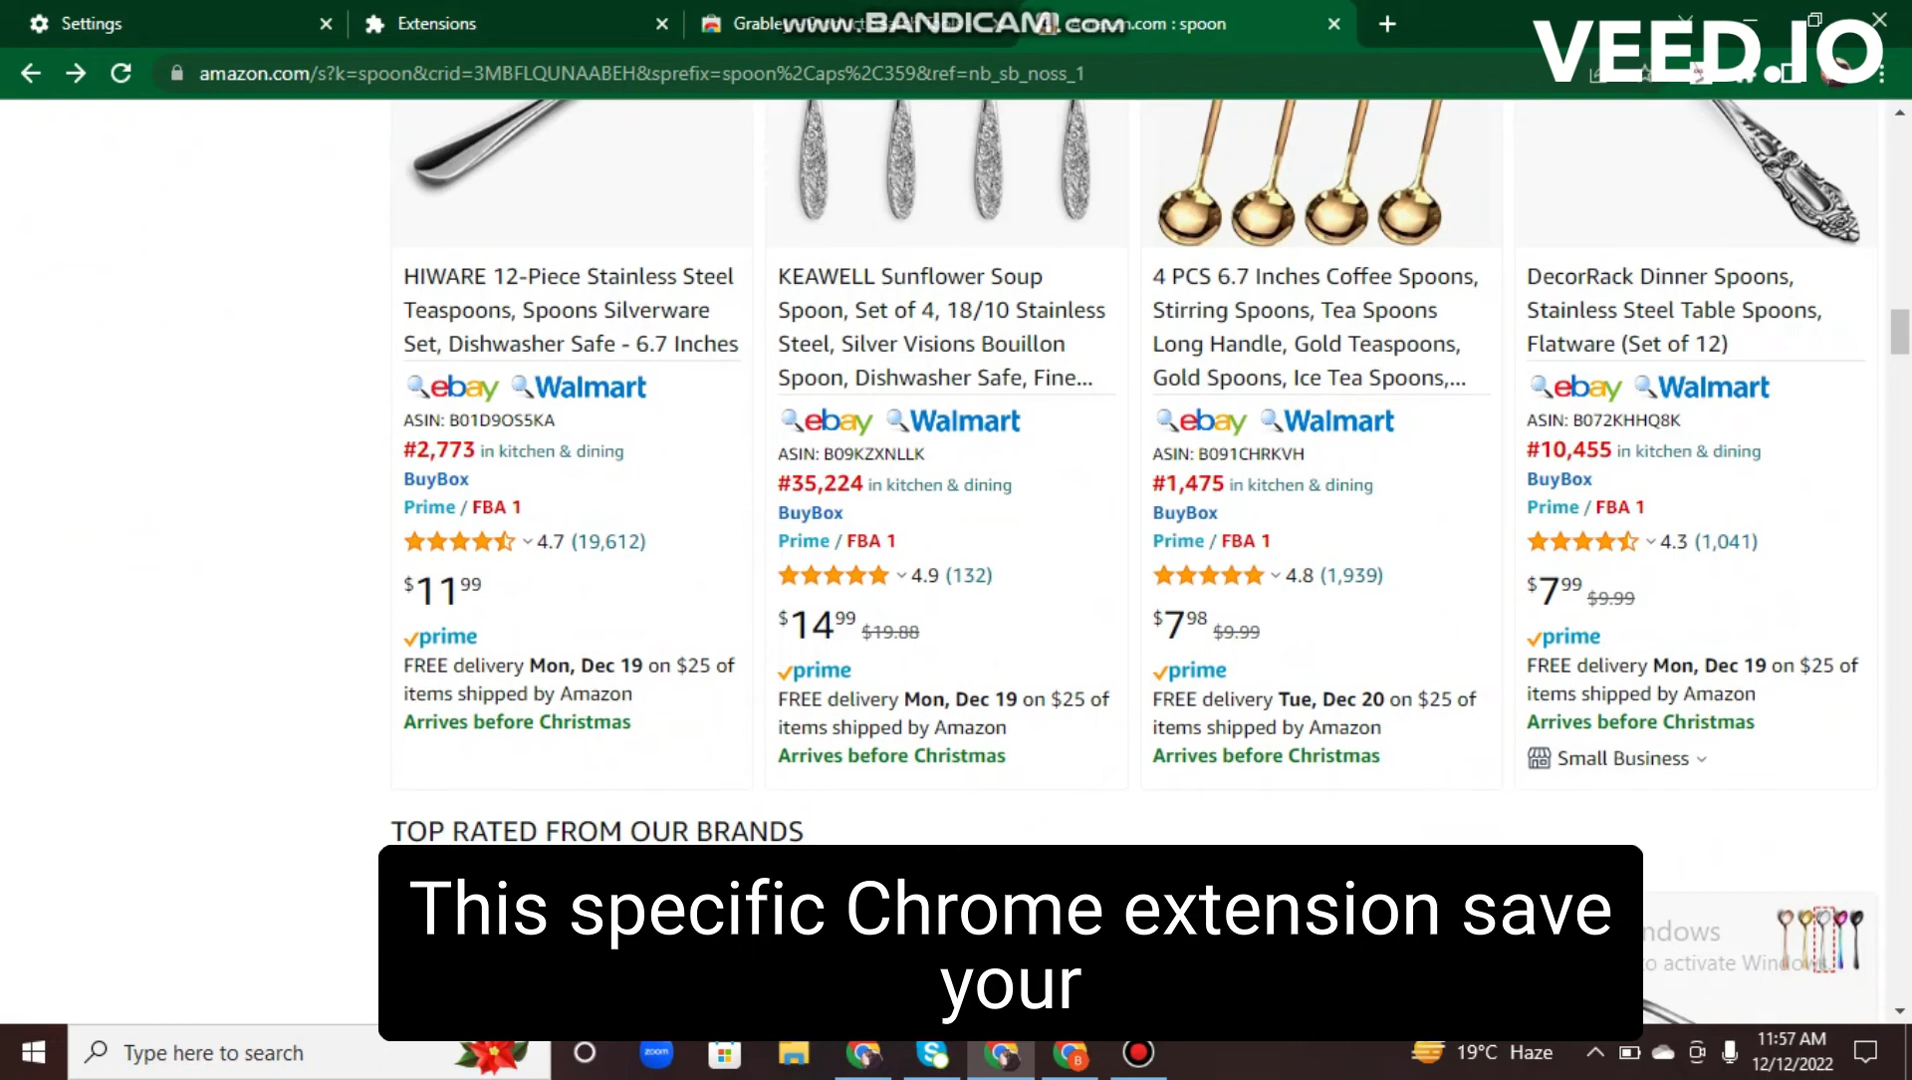 Settings
Extensions
www.BANDICAM.com
.com : spoon
VEED.IO
amazon.com/s?k=spoon&crid=3MBFLQUNAABEH&sprefix=spoon%2Caps%2C359&ref=nb_sb_noss_1
HIWARE 12-Piece Stainless Steel
Teaspoons, Spoons Silverware
Set, Dishwasher Safe - 6.7 Inches
ebay Walmart
ASIN: B01D9OS5KA
#2,773 in kitchen & dining
BuyBox
Prime / FBA 1
4.7 (19,612)
$11 99
prime
FREE delivery Mon, Dec 19 on $25 of
items shipped by Amazon
Arrives before Christmas
KEAWELL Sunflower Soup
Spoon, Set of 4, 18/10 Stainless
Steel, Silver Visions Bouillon
Spoon, Dishwasher Safe, Fine...
ebay Walmart
ASIN: B09KZXNLLK
#35,224 in kitchen & dining
BuyBox
Prime / FBA 1
4.9 (132)
$14 99 $19.88
prime
FREE delivery Mon, Dec 19 on $25 of
items shipped by Amazon
Arrives before Christmas
4 PCS 6.7 Inches Coffee Spoons,
Stirring Spoons, Tea Spoons
Long Handle, Gold Teaspoons,
Gold Spoons, Ice Tea Spoons,...
ebay Walmart
ASIN: B091CHRKVH
#1,475 in kitchen & dining
BuyBox
Prime / FBA 1
4.8 (1,939)
$7 98 $9.99
prime
FREE delivery Tue, Dec 20 on $25 of
items shipped by Amazon
Arrives before Christmas
DecorRack Dinner Spoons,
Stainless Steel Table Spoons,
Flatware (Set of 12)
ebay Walmart
ASIN: B072KHHQ8K
#10,455 in kitchen & dining
BuyBox
Prime / FBA 1
4.3 (1,041)
$7 99 $9.99
prime
FREE delivery Mon, Dec 19 on $25 of
items shipped by Amazon
Arrives before Christmas
Small Business
TOP RATED FROM OUR BRANDS
This specific Chrome extension save
your
ndows
o activate Windows
Type here to search
zoom
19°C Haze
11:57 AM
12/12/2022